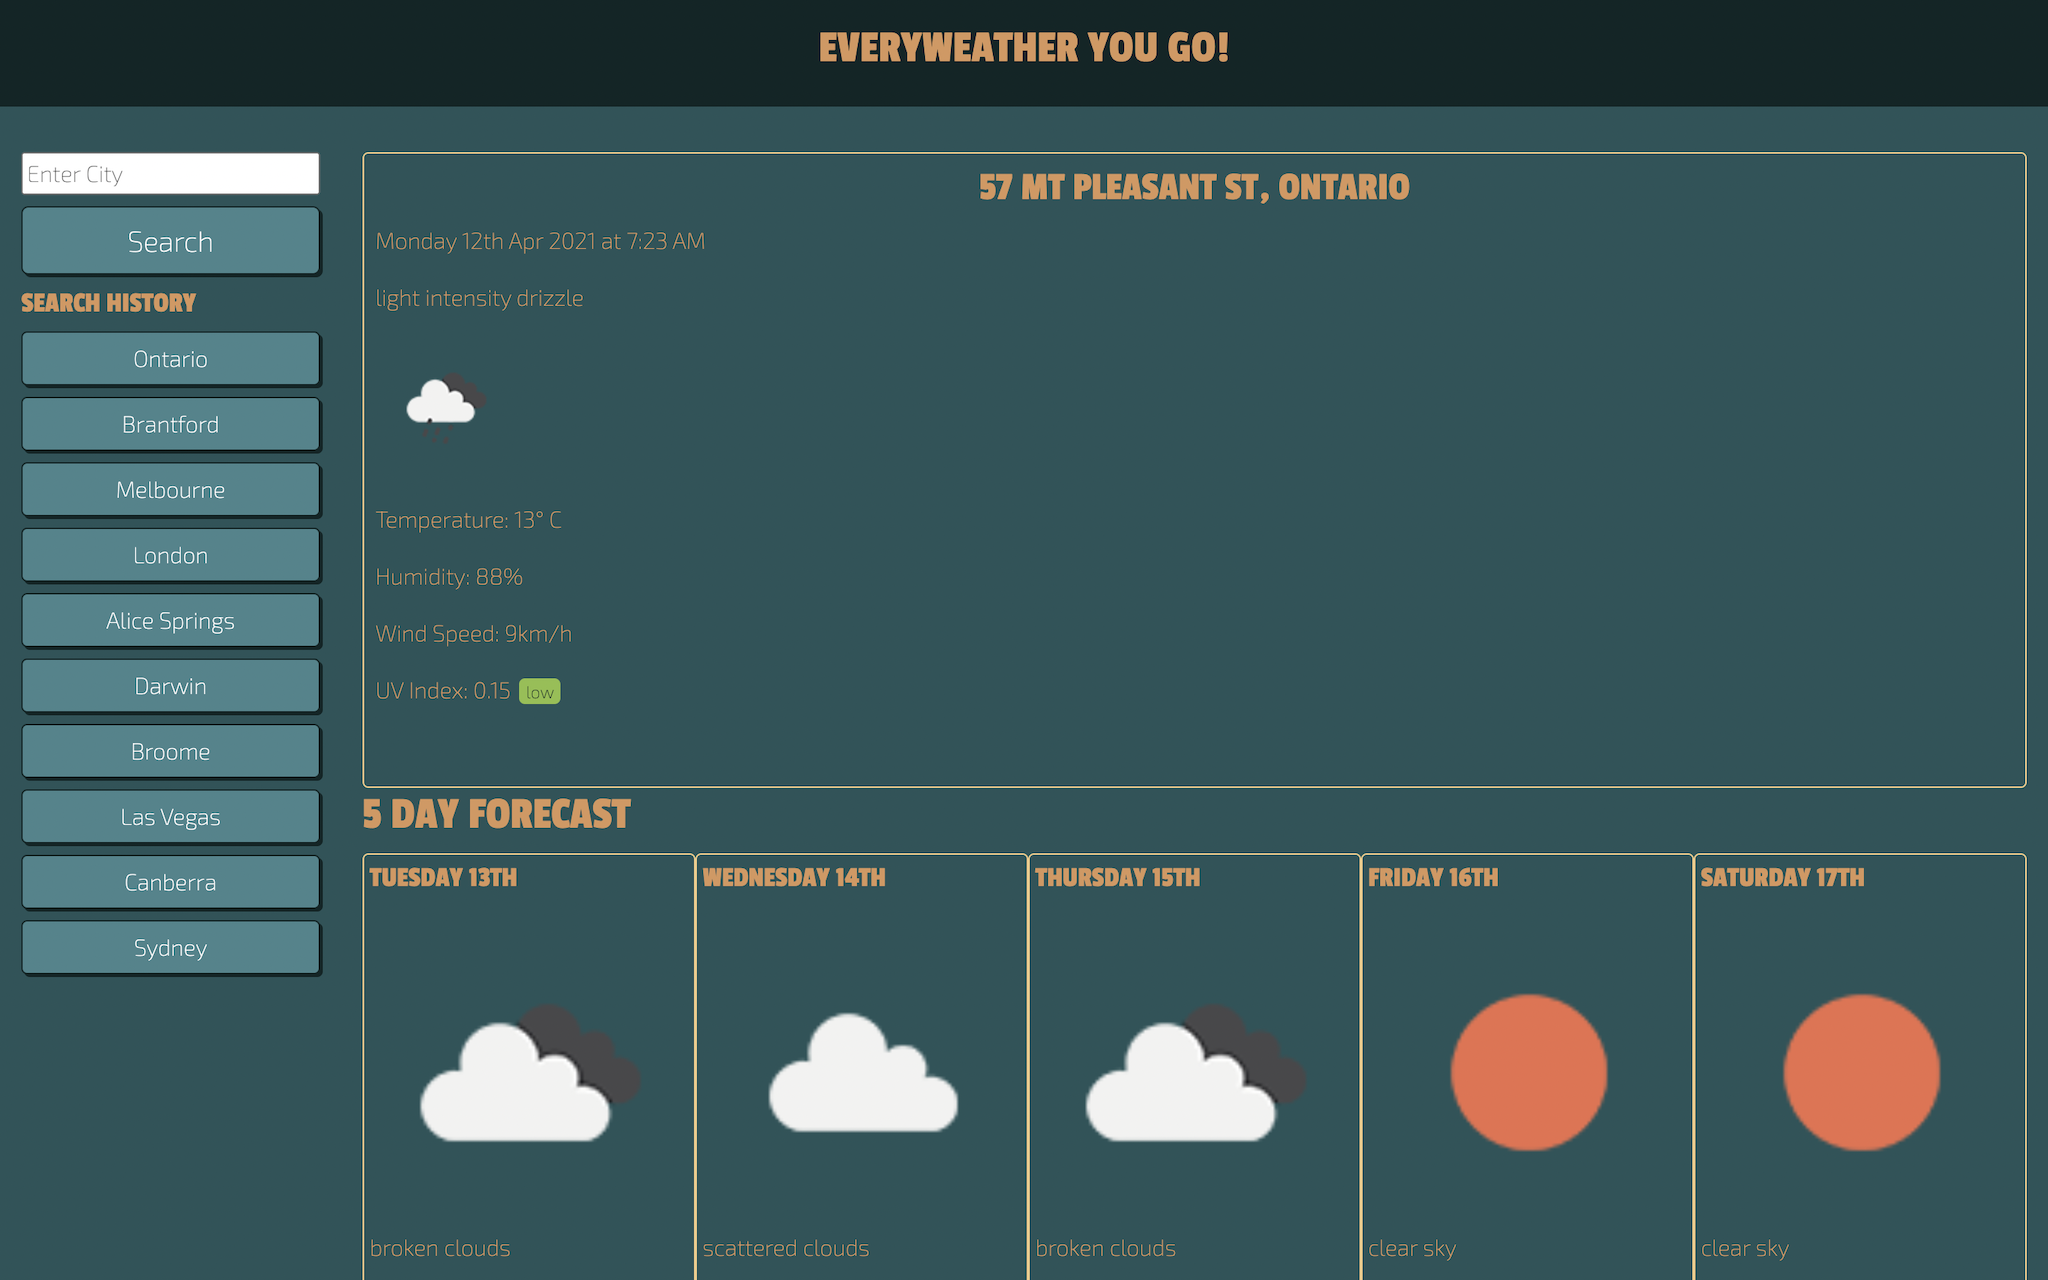 EVERYWEATHER YOU GO!
Enter City
Search
SEARCH HISTORY
Ontario
Brantford
Melbourne
London
Alice Springs
Darwin
Broome
Las Vegas
Canberra
Sydney
57 MT PLEASANT ST, ONTARIO
Monday 12th Apr 2021 at 7:23 AM
light intensity drizzle
Temperature: 13° C
Humidity: 88%
Wind Speed: 9km/h
UV Index: 0.15 low
5 DAY FORECAST
TUESDAY 13TH
broken clouds
WEDNESDAY 14TH
scattered clouds
THURSDAY 15TH
broken clouds
FRIDAY 16TH
clear sky
SATURDAY 17TH
clear sky